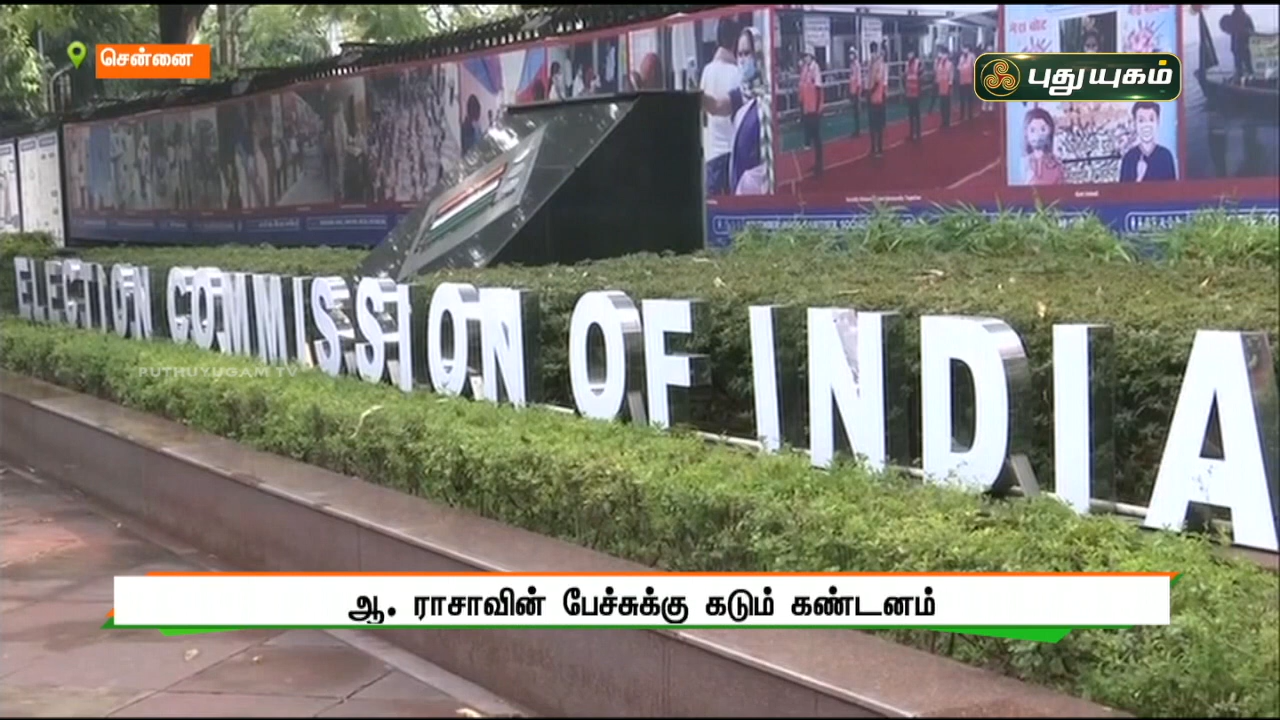 சென்னை
புதுயுகம்
ELECTION COMMISSION OF INDIA
PUTHUYUGAM TV
ஆ. ராசாவின் பேச்சுக்கு கடும் கண்டனம்